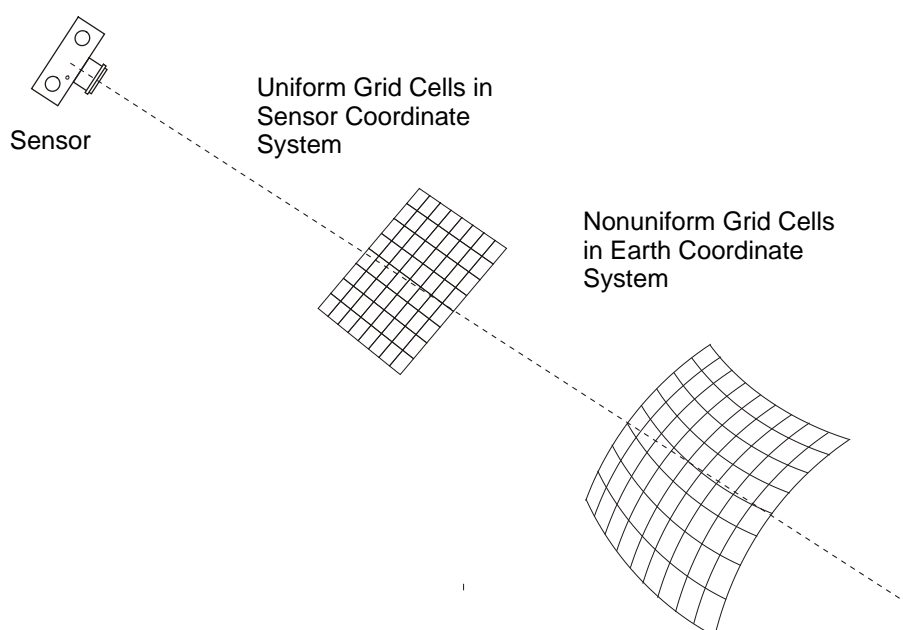 Sensor
Uniform Grid Cells in
Sensor Coordinate
System
Nonuniform Grid Cells
in Earth Coordinate
System